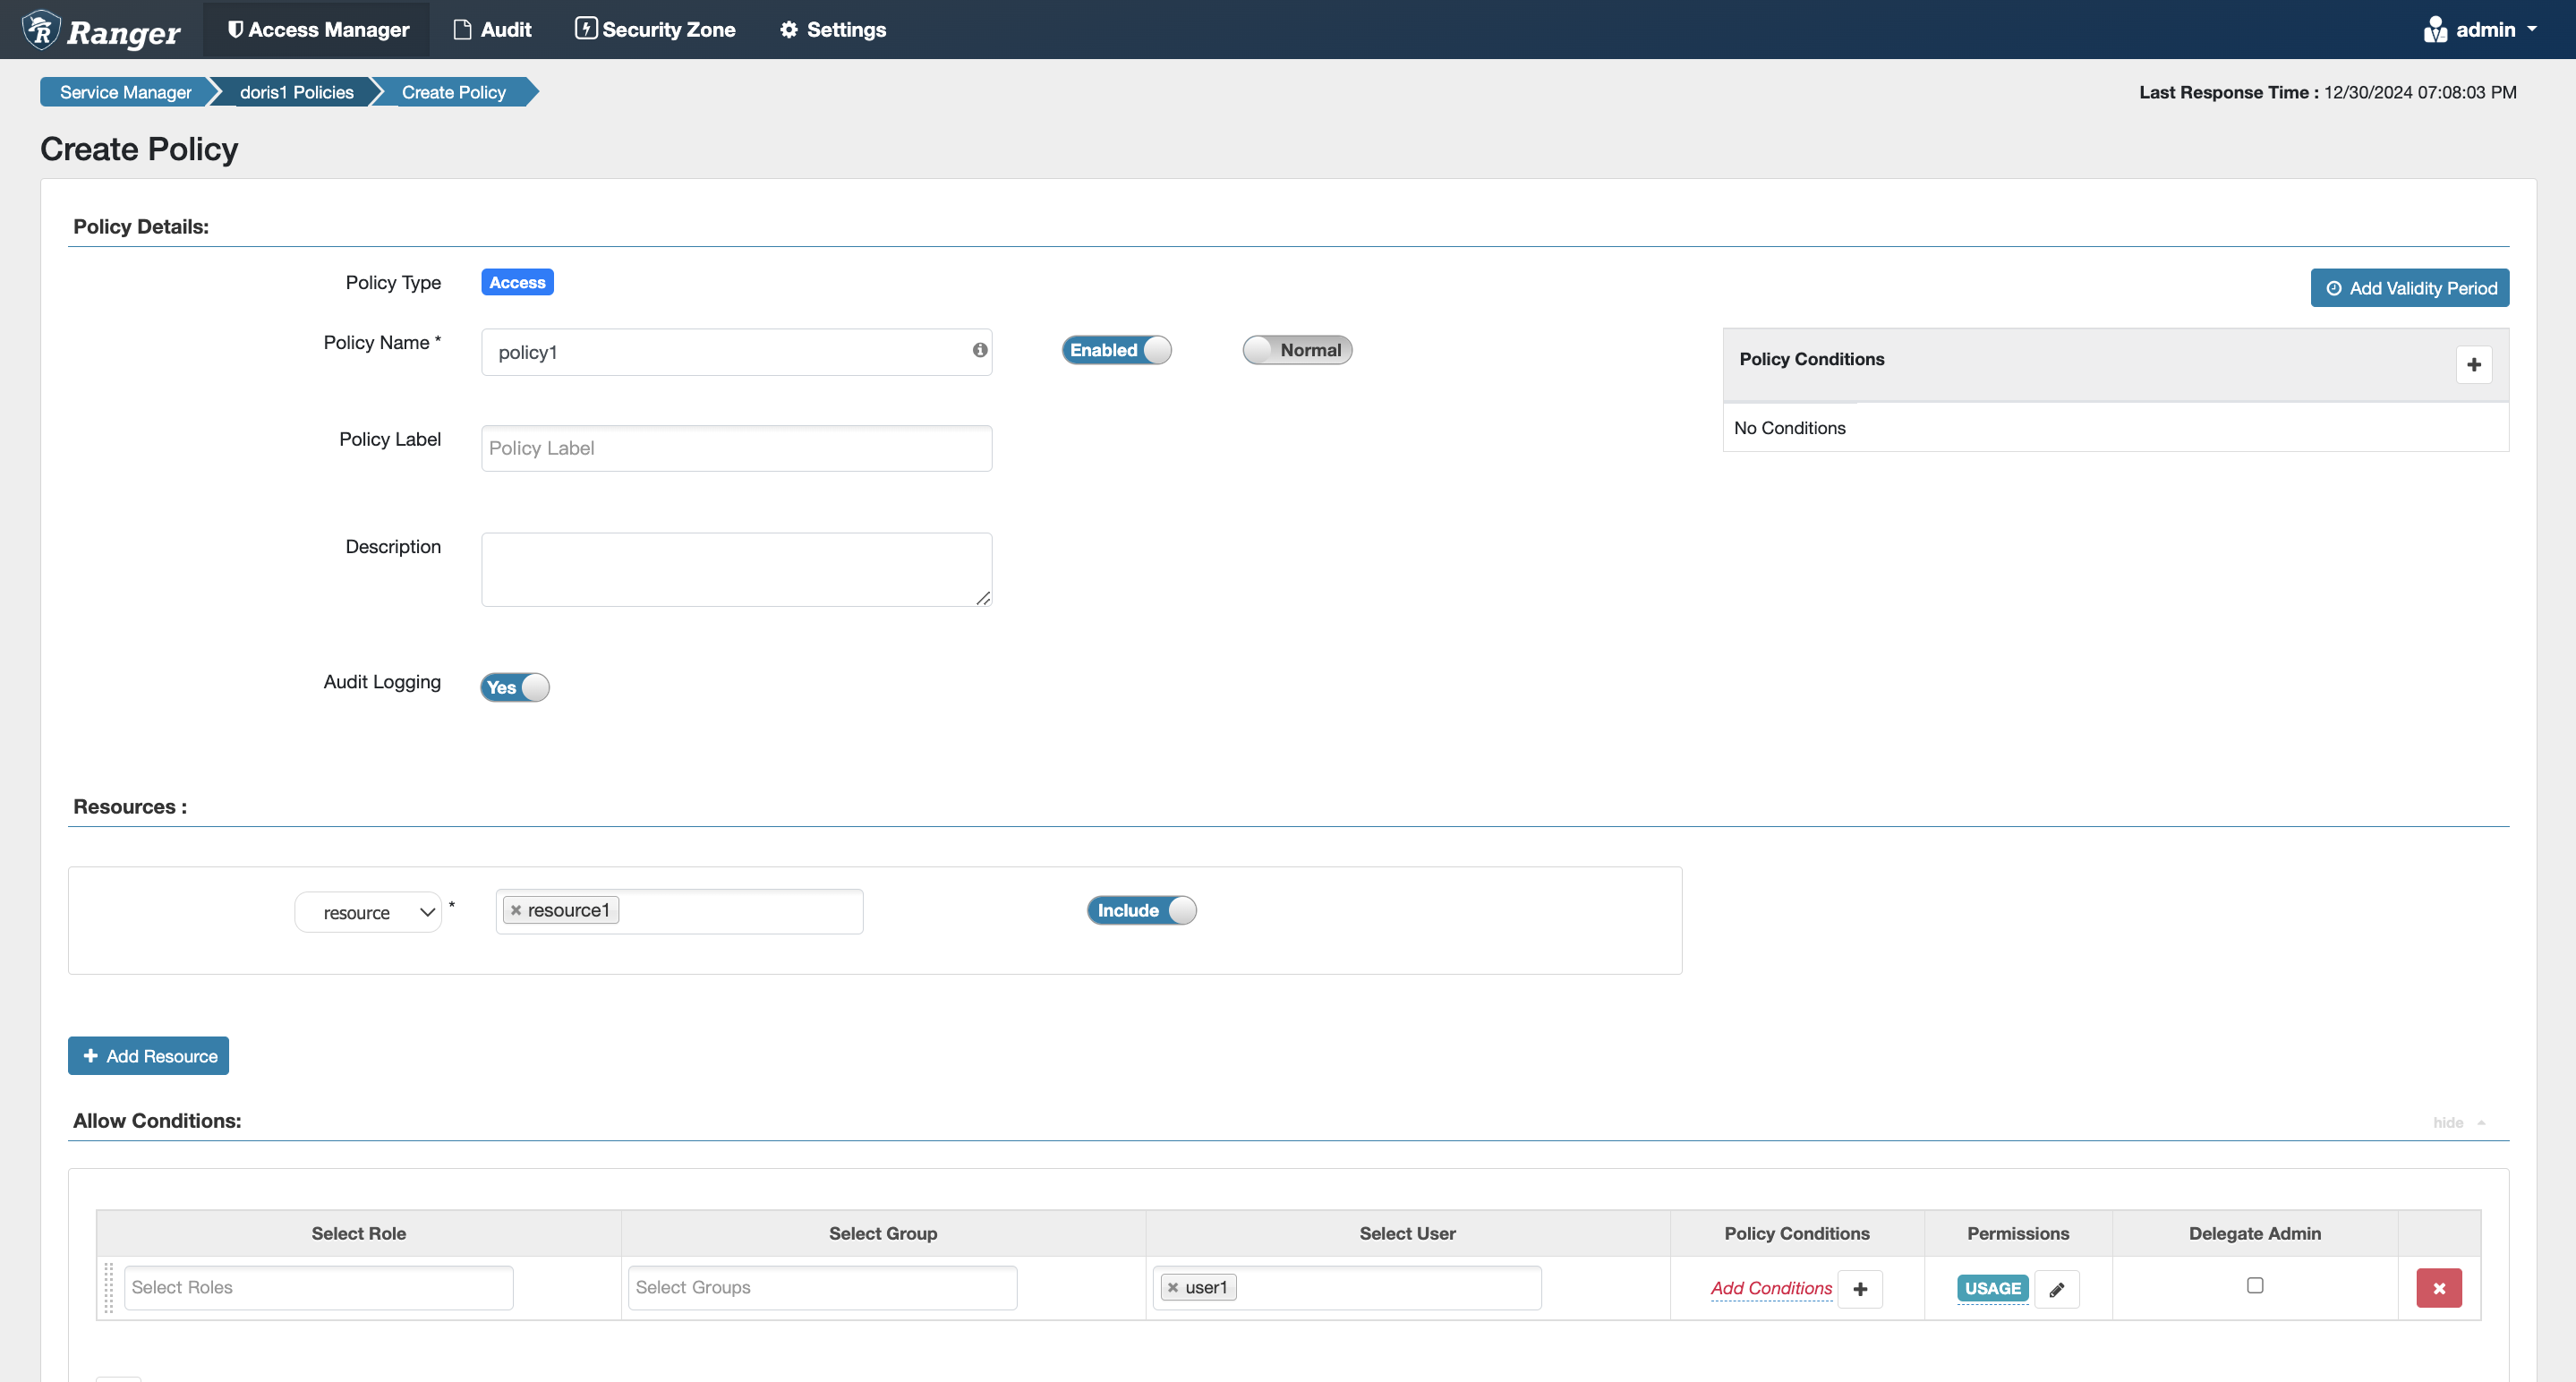 Ranger Access Manager Audit Security Zone Settings admin
Service Manager doris1 Policies Create Policy Last Response Time : 12/30/2024 07:08:03 PM
Create Policy
Policy Details:
Policy Type Access Add Validity Period
Policy Name * policy1 Enabled Normal Policy Conditions
No Conditions
Policy Label Policy Label
Description
Audit Logging Yes
Resources :
resource * resource1 Include
Add Resource
Allow Conditions: hide
Select Role Select Group Select User Policy Conditions Permissions Delegate Admin
Select Roles Select Groups user1 Add Conditions USAGE